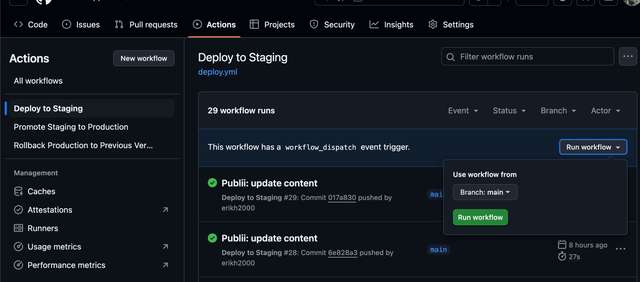 Code
Issues
Pull requests
Actions
Projects
Security
Insights
Settings
Actions
New workflow
All workflows
Deploy to Staging
Promote Staging to Production
Rollback Production to Previous Ver...
Management
Caches
Attestations
Runners
Usage metrics
Performance metrics
Deploy to Staging
deploy.yml
Filter workflow runs
29 workflow runs
Event
Status
Branch
Actor
This workflow has a workflow_dispatch event trigger.
Run workflow
Use workflow from
Branch: main
Run workflow
Publii: update content
Deploy to Staging #29: Commit 017a830 pushed by
erikh2000
Publii: update content
Deploy to Staging #28: Commit 6e828a3 pushed by
erikh2000
main
8 hours ago
27s